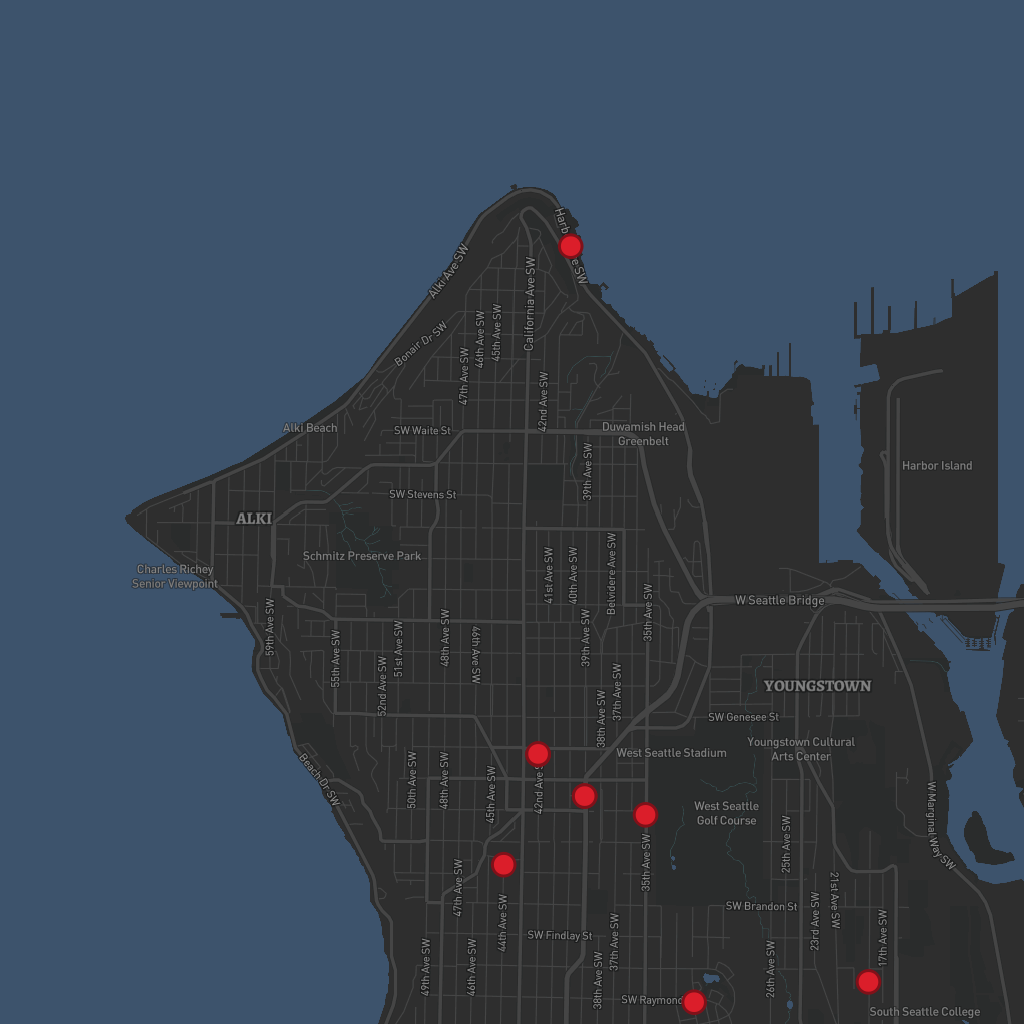 Harb
e SW
Alki Ave SW
California Ave SW
45th Ave SW
46th Ave SW
Bonair Dr SW
47th Ave SW
42nd Ave SW
Alki Beach
SW Waite St
Duwamish Head
Greenbelt
39th Ave SW
Harbor Island
SW Stevens St
ALKI
Schmitz Preserve Park
Charles Richey
Senior Viewpoint
41st Ave SW
40th Ave SW
Belvidere Ave SW
35th Ave SW
W Seattle Bridge
59th Ave SW
55th Ave SW
51st Ave SW
48th Ave SW
46th Ave SW
39th Ave SW
52nd Ave SW
37th Ave SW
YOUNGSTOWN
38th Ave SW
SW Genesee St
West Seattle Stadium
Youngstown Cultural
Arts Center
Beach Dr SW
50th Ave SW
48th Ave SW
45th Ave SW
42nd Ave S
West Seattle
Golf Course
W Marginal Way SW
25th Ave SW
35th Ave SW
47th Ave SW
44th Ave SW
SW Brandon St
23rd Ave SW
21st Ave SW
17th Ave SW
SW Findlay St
49th Ave SW
46th Ave SW
38th Ave SW
37th Ave SW
26th Ave SW
SW Raymond
South Seattle College